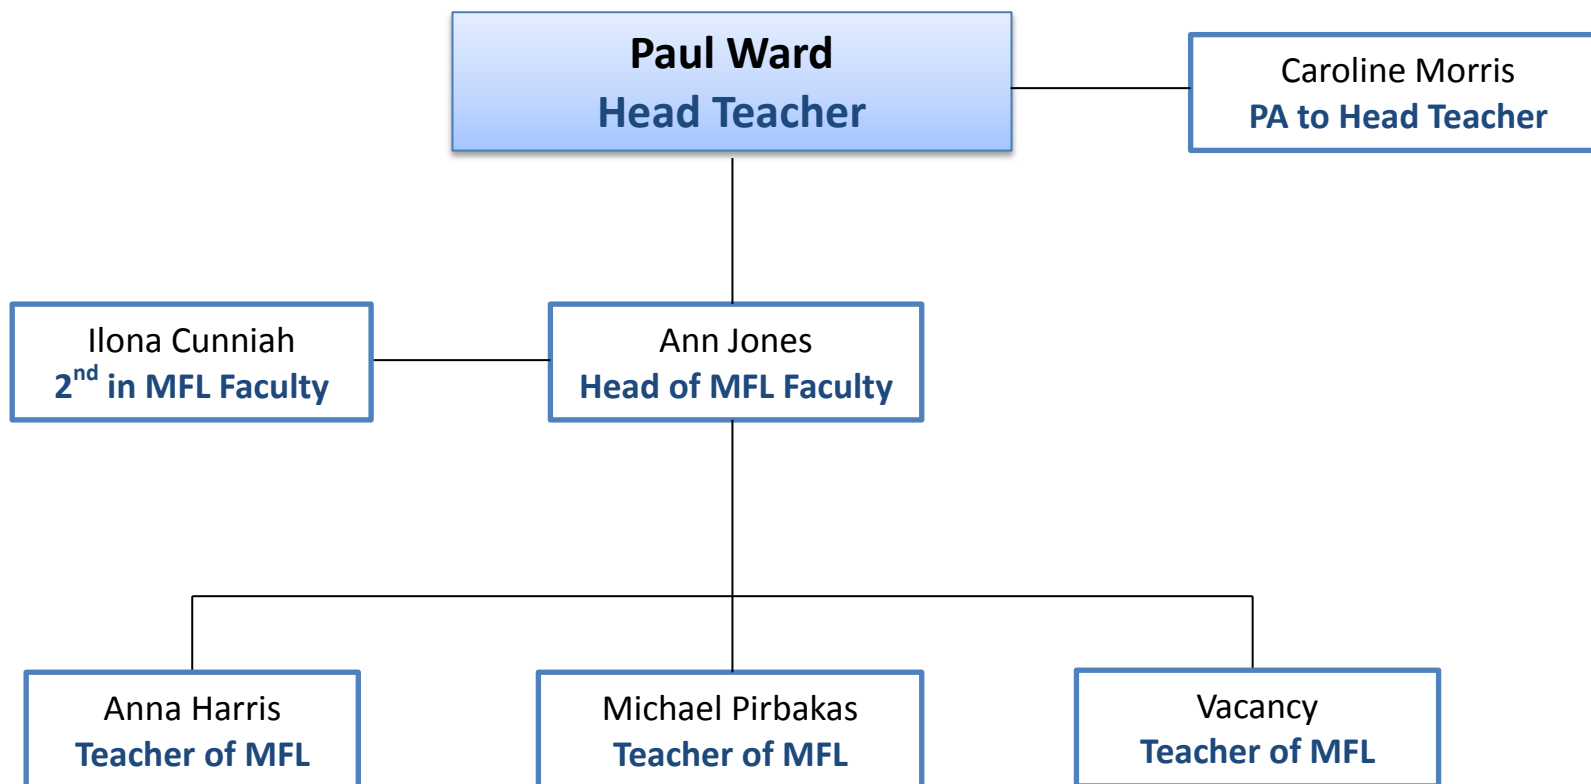 Paul Ward
Head Teacher
Caroline Morris
PA to Head Teacher
Ilona Cunniah
2nd in MFL Faculty
Ann Jones
Head of MFL Faculty
Anna Harris
Teacher of MFL
Michael Pirbakas
Teacher of MFL
Vacancy
Teacher of MFL